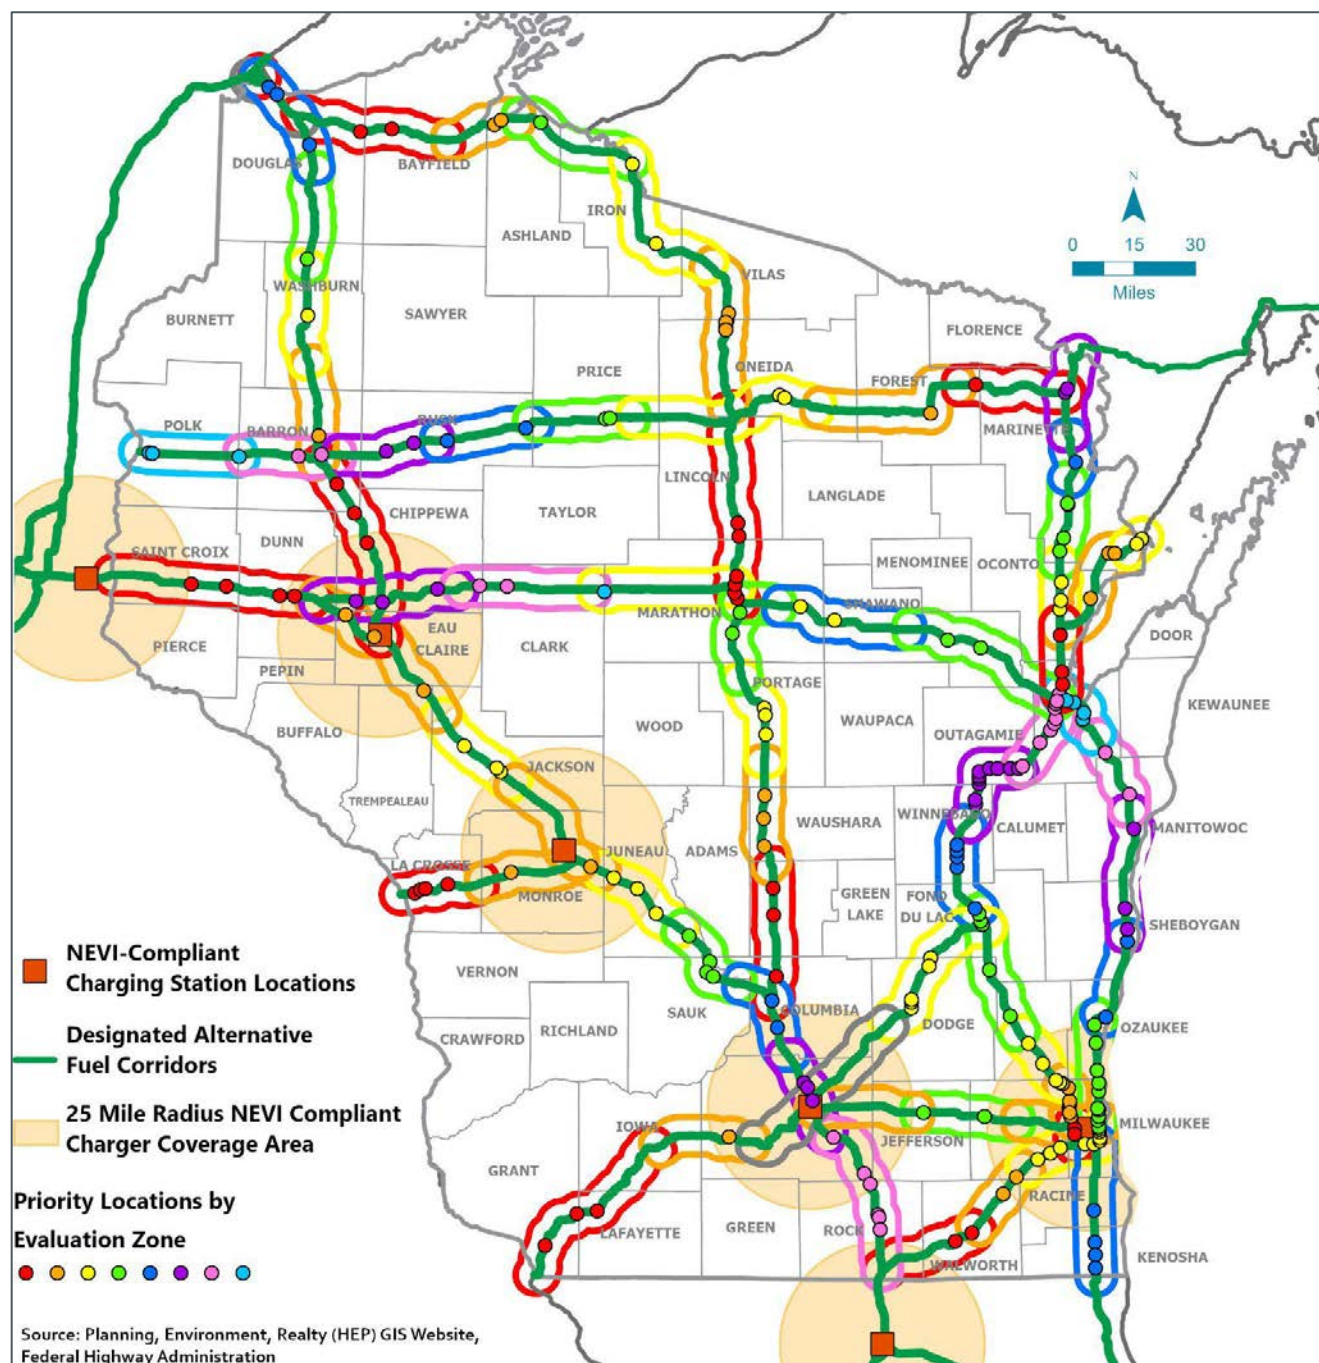 DOUGLAS
BAYFIELD
IRON
ASHLAND
N
0 15 30
Miles
VILAS
WASHBURN
BURNETT
SAWYER
FLORENCE
PRICE
ONEIDA
FOREST
POLK
BARRON
RUSK
MARINETTE
LINCOLN
LANGLADE
CHIPPEWA
TAYLOR
DUNN
SAINT CROIX
MENOMINEE
OCONTO
MARATHON
SHAWANO
DOOR
PIERCE
EAU
CLAIRE
CLARK
PEPIN
PORTAGE
WOOD
WAUPACA
KEWAUNEE
BUFFALO
OUTAGAMIE
JACKSON
TREMPEALEAU
WAUSHARA
WINNEBAGO
CALUMET
MANITOWOC
JUNEAU
ADAMS
LA CROSSE
MONROE
GREEN
LAKE
FOND
DU LAC
SHEBOYGAN
VERNON
NEVI-Compliant
Charging Station Locations
SAUK
COLUMBIA
DODGE
OZAUKEE
RICHLAND
CRAWFORD
Designated Alternative
Fuel Corridors
25 Mile Radius NEVI Compliant
Charger Coverage Area
IOWA
JEFFERSON
MILWAUKEE
GRANT
RACINE
Priority Locations by
Evaluation Zone
LAFAYETTE
GREEN
ROCK
WALWORTH
KENOSHA
Source: Planning, Environment, Realty (HEP) GIS Website,
Federal Highway Administration